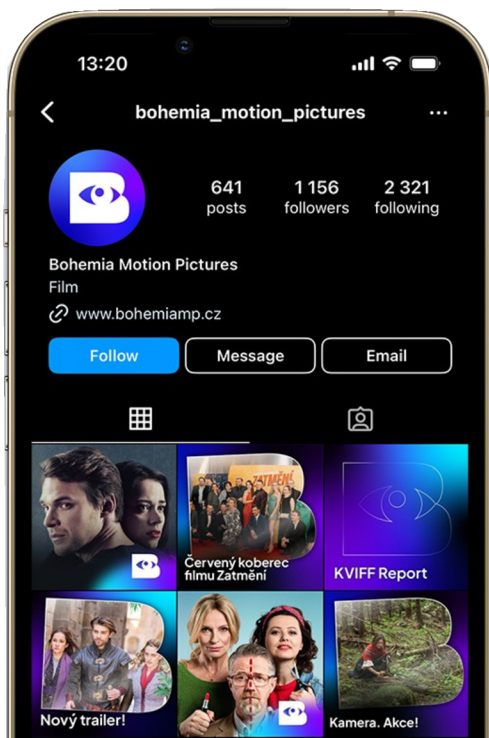 13:20
bohemia_motion_pictures
641 1 156 2 321
posts followers following
Bohemia Motion Pictures
Film
www.bohemiamp.cz
Follow Message Email
ZATMĚNÍ
Červený koberec
filmu Zatmění
KVIFF Report
Nový trailer!
Kamera. Akce!